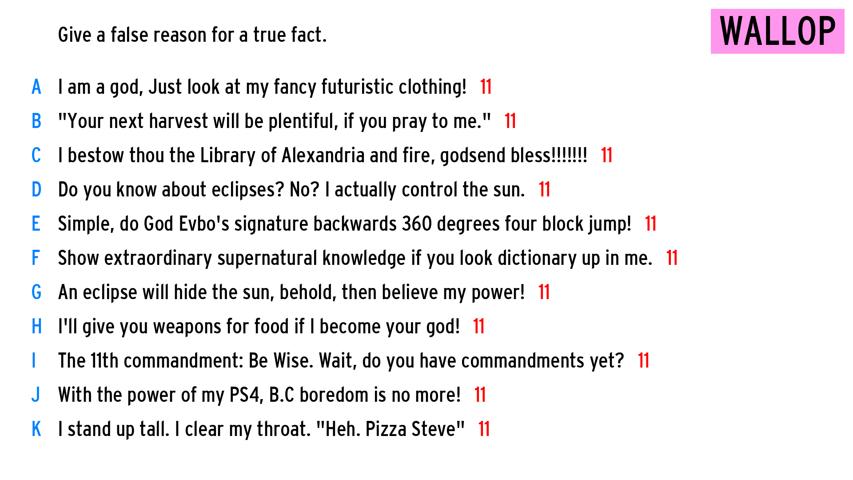 Give a false reason for a true fact.
WALLOP
A I am a god, Just look at my fancy futuristic clothing! 11
B "Your next harvest will be plentiful, if you pray to me." 11
C I bestow thou the Library of Alexandria and fire, godsend bless!!!!!!! 11
D Do you know about eclipses? No? I actually control the sun. 11
E Simple, do God Evbo's signature backwards 360 degrees four block jump! 11
F Show extraordinary supernatural knowledge if you look dictionary up in me. 11
G An eclipse will hide the sun, behold, then believe my power! 11
H I'll give you weapons for food if I become your god! 11
I The 11th commandment: Be Wise. Wait, do you have commandments yet? 11
J With the power of my PS4, B.C boredom is no more! 11
K I stand up tall. I clear my throat. "Heh. Pizza Steve" 11